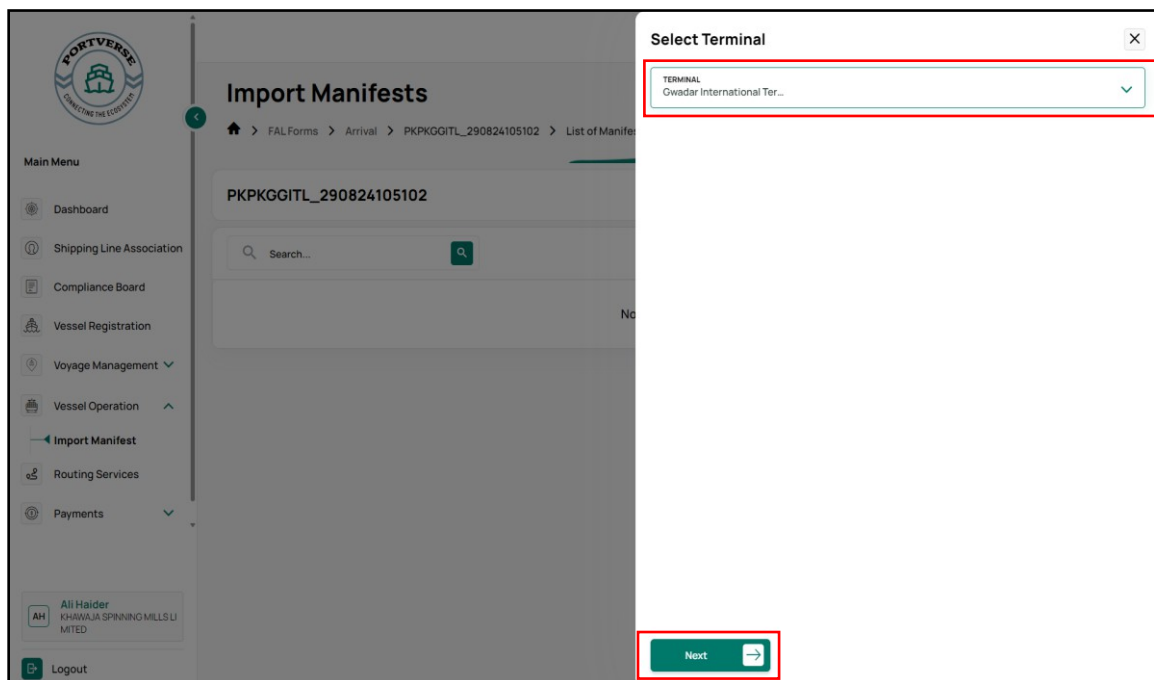 PORTVERSE
CONNECTING THE ECOSYSTEM
Main Menu
Dashboard
Shipping Line Association
Compliance Board
Vessel Registration
Voyage Management
Vessel Operation
Import Manifest
Routing Services
Payments
AH
Ali Haider
KHAWAJA SPINNING MILLS LI
MITED
Logout
Import Manifests
> FAL Forms > Arrival > PKPKGGITL_290824105102 > List of Manife
PKPKGGITL_290824105102
Search...
No
Select Terminal
TERMINAL
Gwadar International Ter...
Next